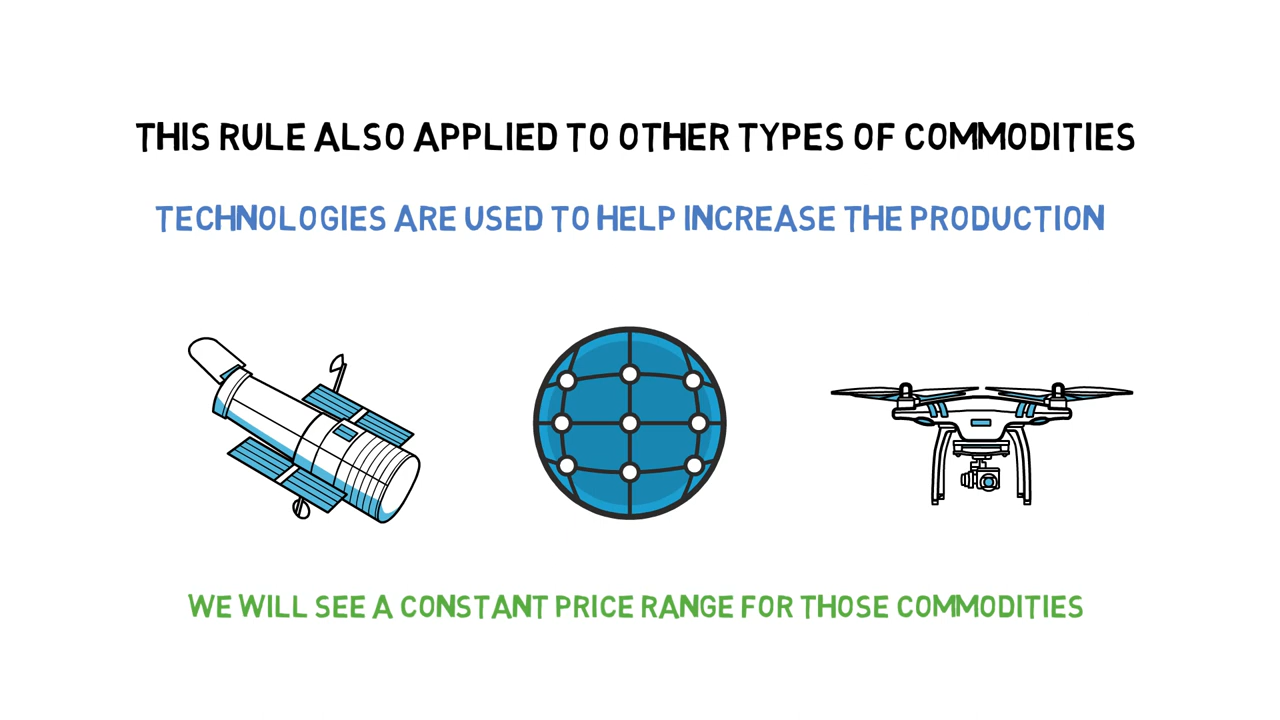 THIS RULE ALSO APPLIED TO OTHER TYPES OF COMMODITIES
TECHNOLOGIES ARE USED TO HELP INCREASE THE PRODUCTION
WE WILL SEE A CONSTANT PRICE RANGE FOR THOSE COMMODITIES